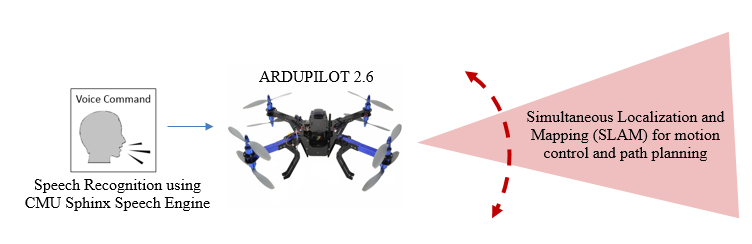 Voice Command
Speech Recognition using
CMU Sphinx Speech Engine
ARDUPILOT 2.6
Simultaneous Localization and
Mapping (SLAM) for motion
control and path planning